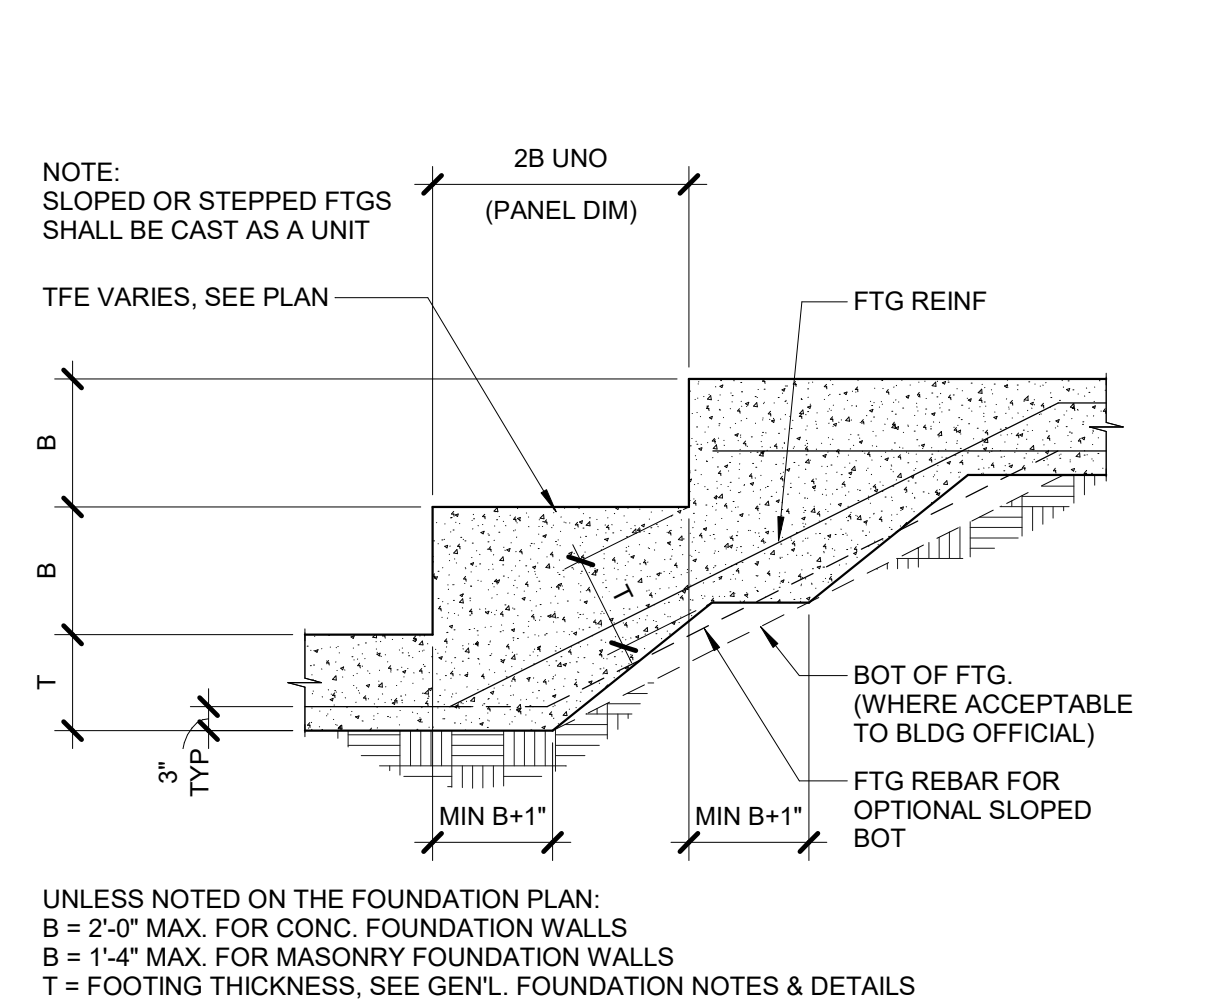 NOTE:
SLOPED OR STEPPED FTGS
SHALL BE CAST AS A UNIT
2B UNO
(PANEL DIM)
TFE VARIES, SEE PLAN
FTG REINF
B
B
T
T
3"
TYP
MIN B+1"
MIN B+1"
BOT OF FTG.
(WHERE ACCEPTABLE
TO BLDG OFFICIAL)
FTG REBAR FOR
OPTIONAL SLOPED
BOT
UNLESS NOTED ON THE FOUNDATION PLAN:
B = 2'-0" MAX. FOR CONC. FOUNDATION WALLS
B = 1'-4" MAX. FOR MASONRY FOUNDATION WALLS
T = FOOTING THICKNESS, SEE GEN'L. FOUNDATION NOTES & DETAILS